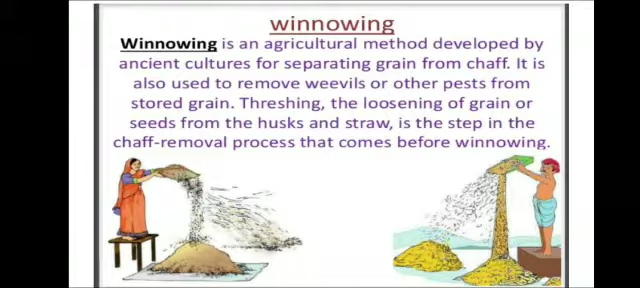 winnowing
Winnowing is an agricultural method developed by
ancient cultures for separating grain from chaff. It is
also used to remove weevils or other pests from
stored grain. Threshing, the loosening of grain or
seeds from the husks and straw, is the step in the
chaff-removal process that comes before winnowing.